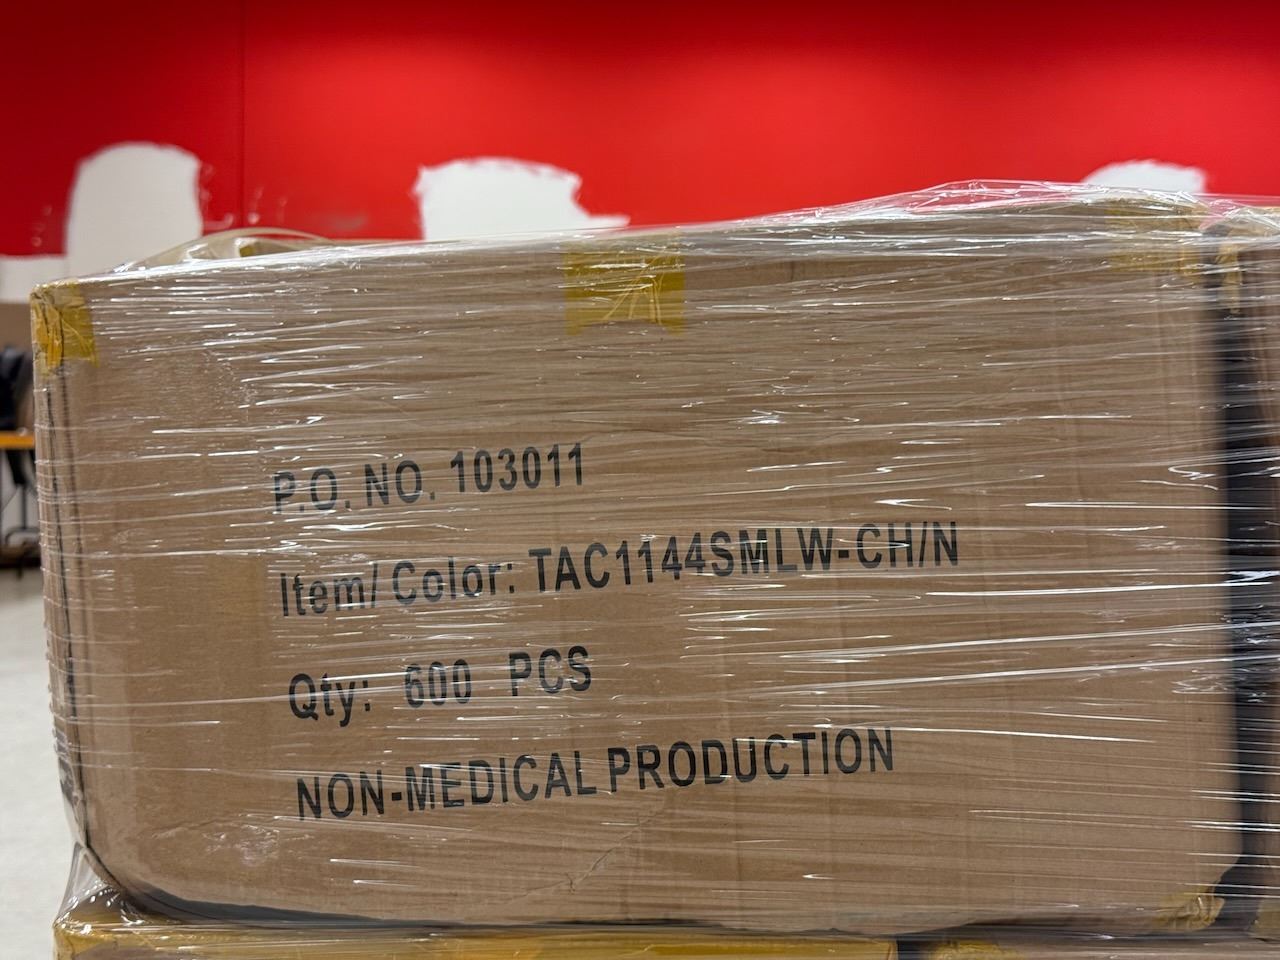 P.O. NO. 103011
Item/ Color: TAC1144SMLW-CH/N
Qty: 600 PCS
NON-MEDICAL PRODUCTION